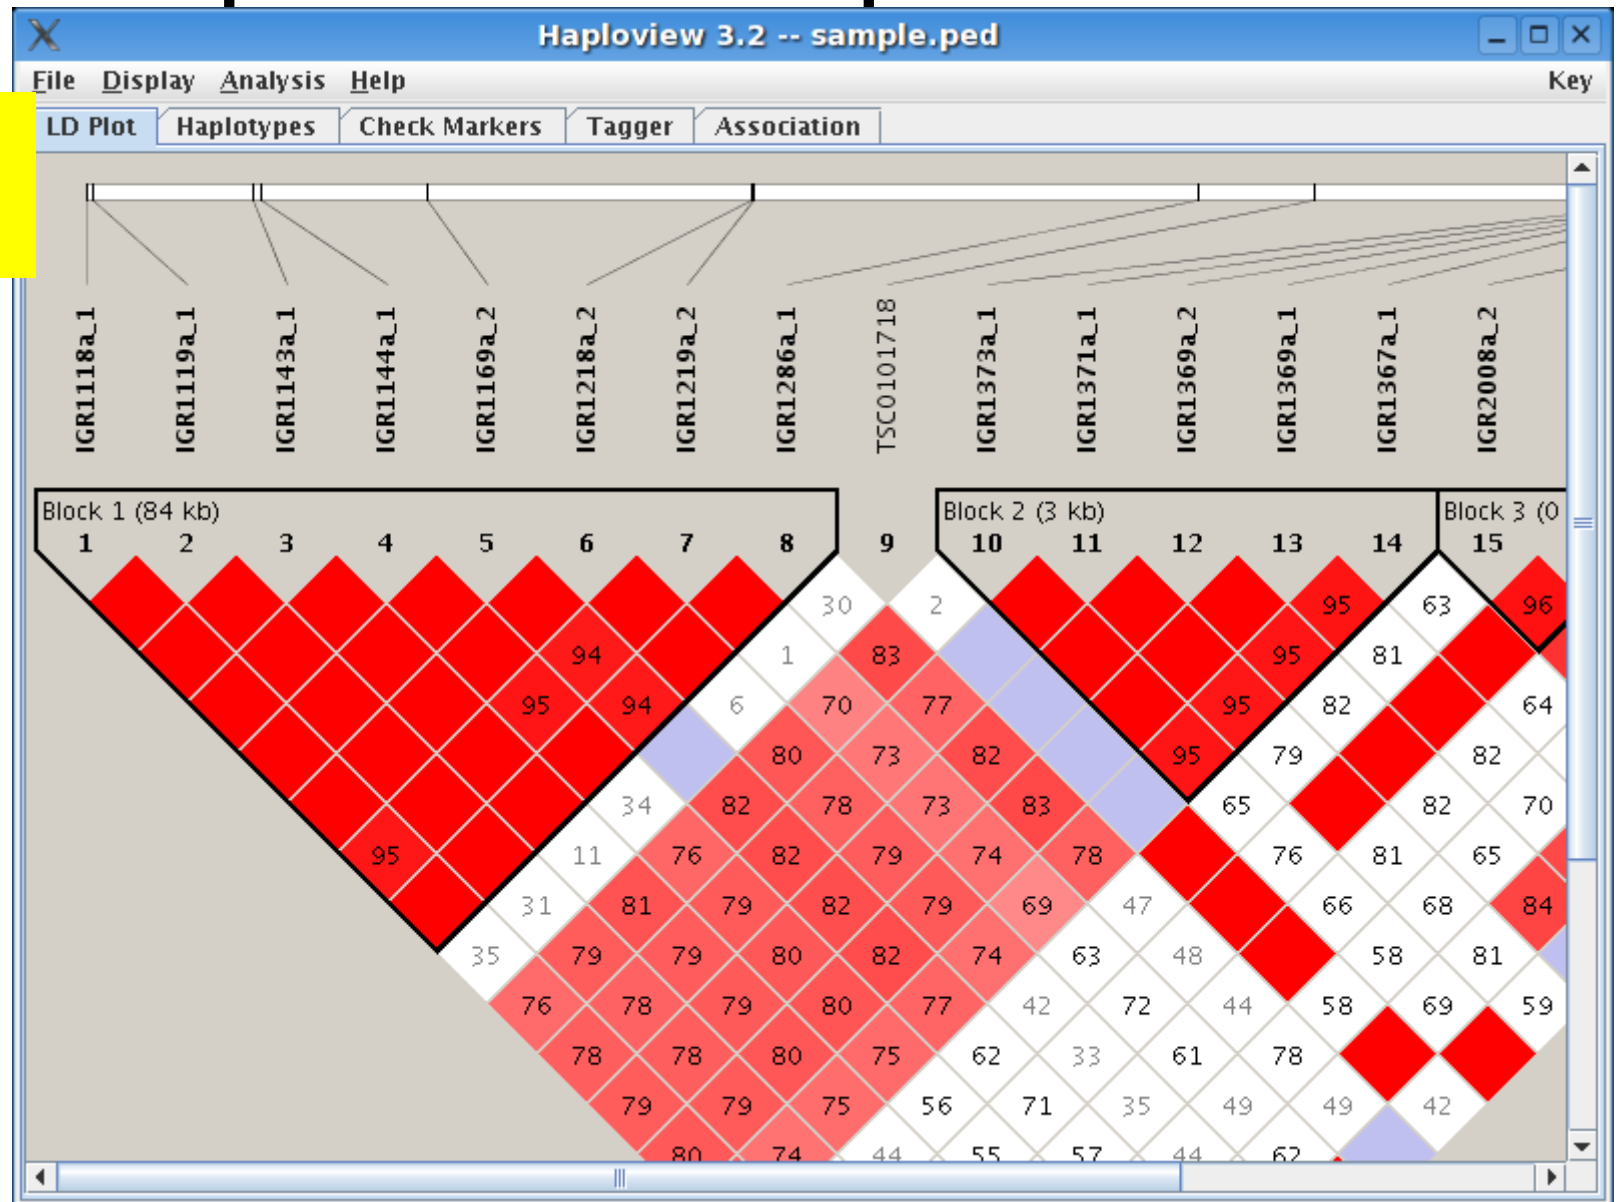 Haploview 3.2 -- sample.ped
File Display Analysis Help Key
LD Plot Haplotypes Check Markers Tagger Association
IGR1118a_1 IGR1119a_1 IGR1143a_1 IGR1144a_1 IGR1169a_2 IGR1218a_2 IGR1219a_2 IGR1286a_1 TSC0101718 IGR1373a_1 IGR1371a_1 IGR1369a_2 IGR1369a_1 IGR1367a_1 IGR2008a_2
Block 1 (84 kb) Block 2 (3 kb) Block 3 (0
1 2 3 4 5 6 7 8 9 10 11 12 13 14 15
30 2 95 63 96
94 1 83 95 81
95 94 6 70 77 95 82 64
80 73 82 95 79 82
34 82 78 73 83 65 82 70
95 11 76 82 79 74 78 76 81 65
31 81 79 82 79 69 47 66 68 84
35 79 79 80 82 74 63 48 58 81
76 78 79 80 77 42 72 44 58 69 59
78 78 80 75 62 33 61 78
79 79 75 56 71 35 49 49 42
80 74 44 55 57 44 62